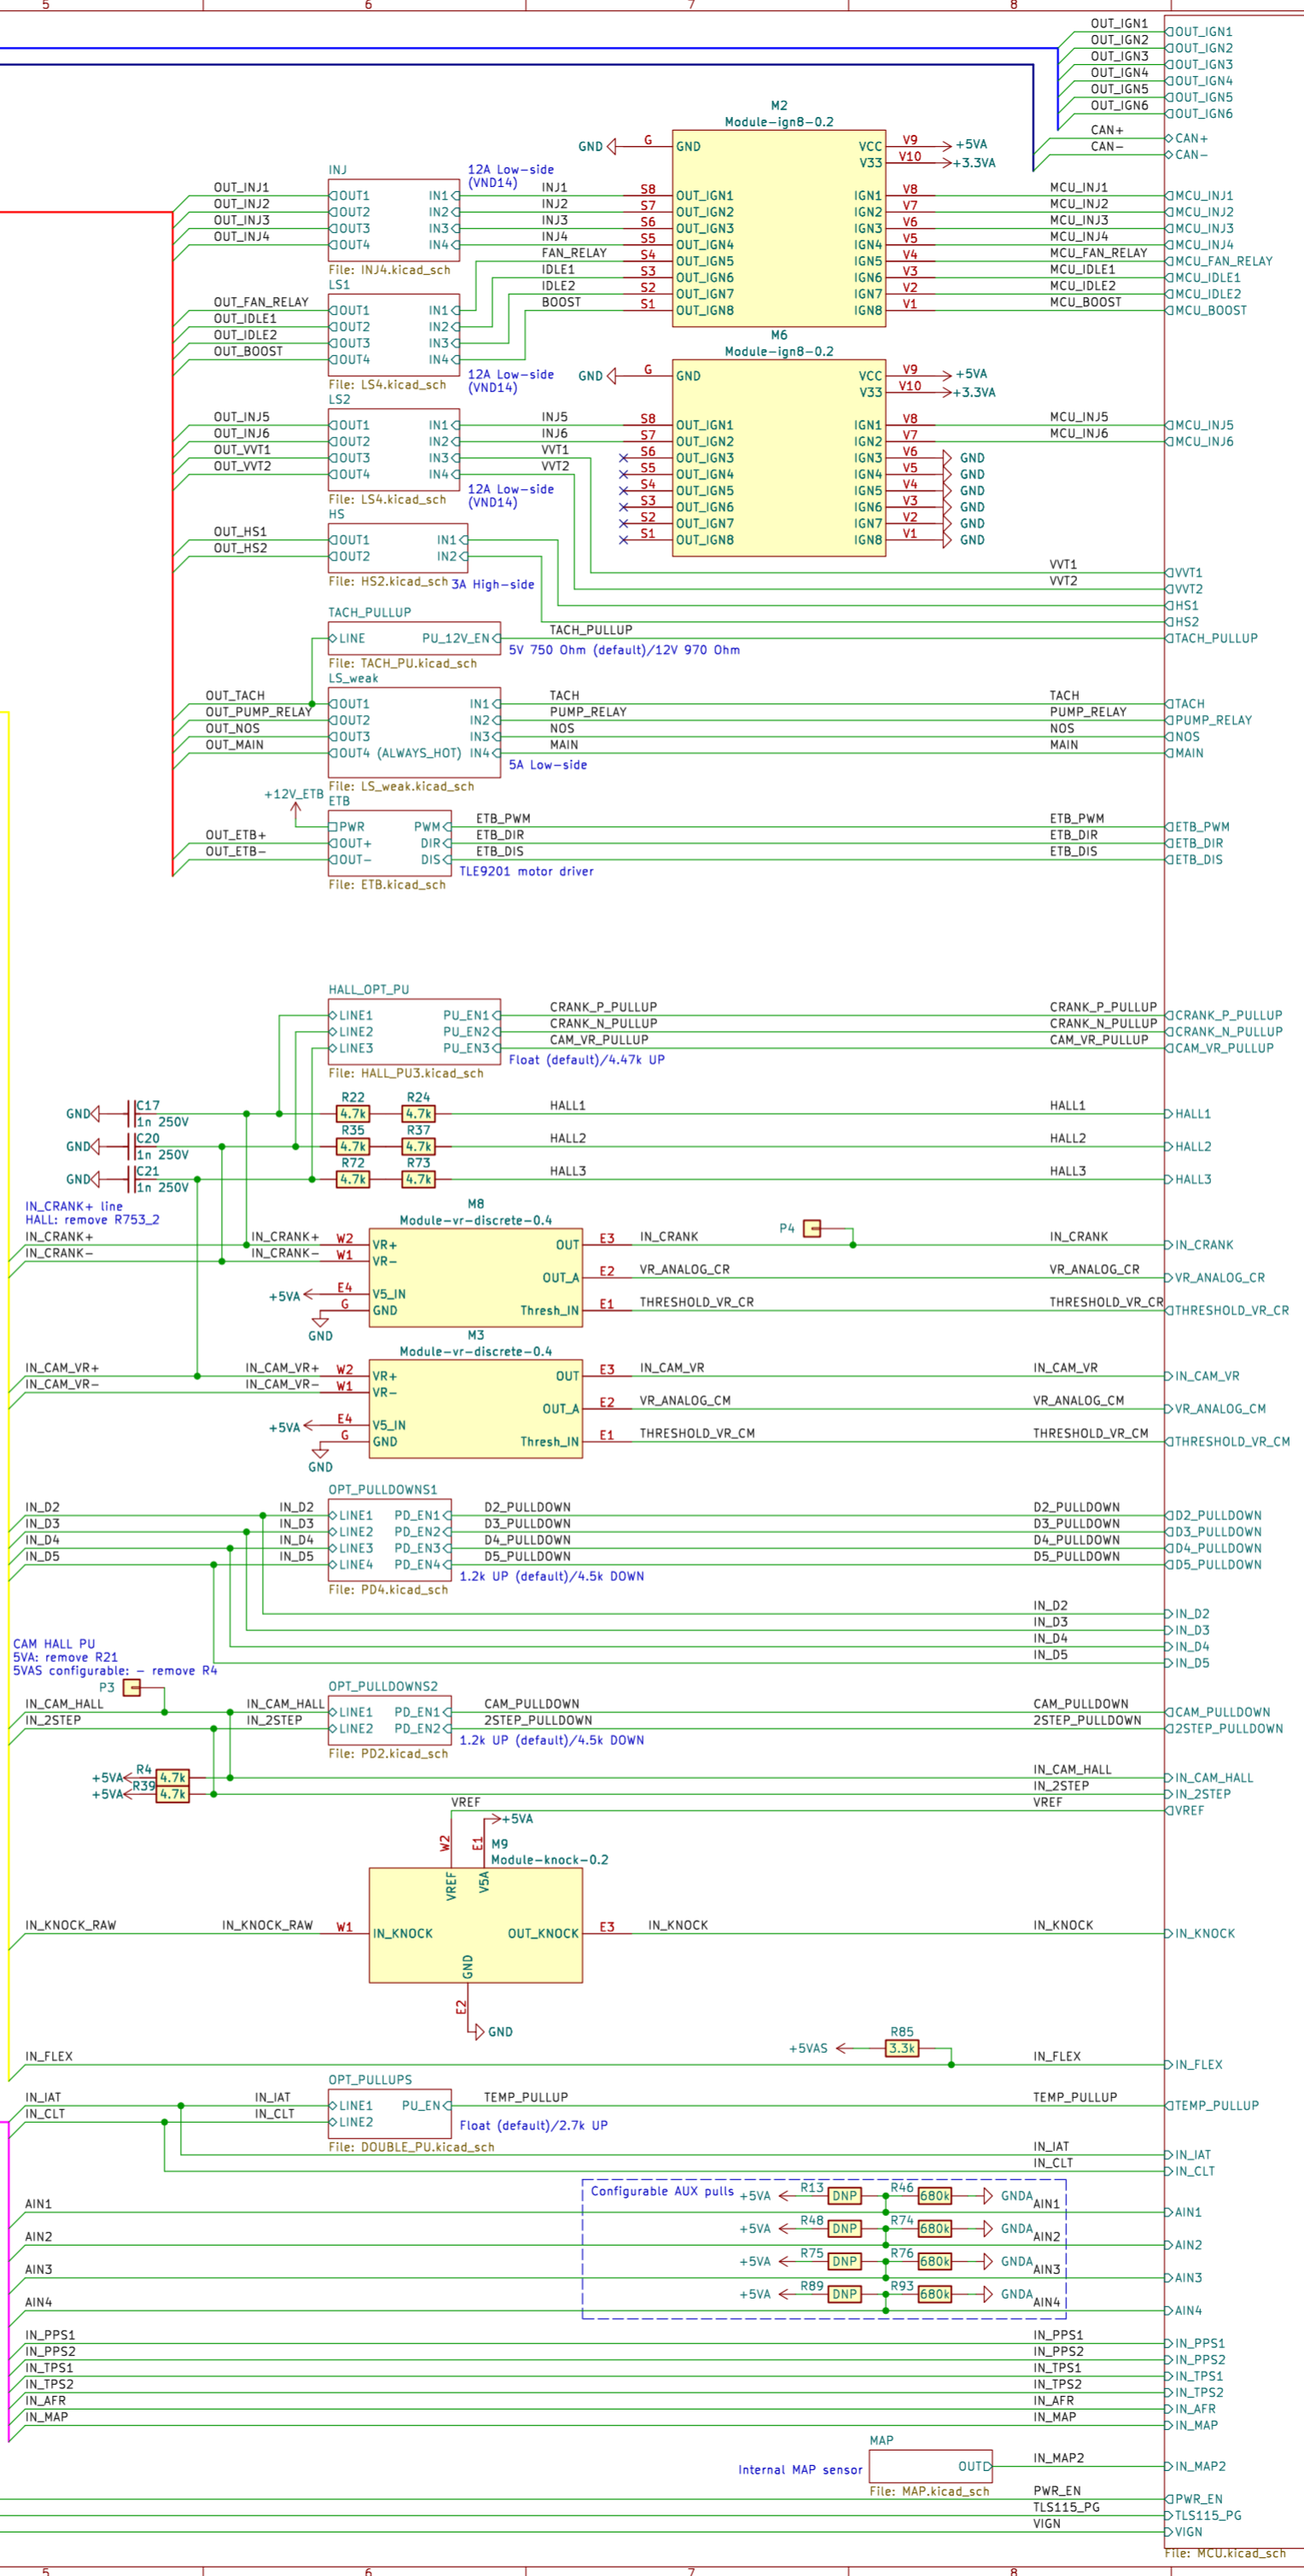 5 6 7 8
OUT_IGN1 OUT_IGN1
OUT_IGN2 OUT_IGN2
OUT_IGN3 OUT_IGN3
OUT_IGN4 OUT_IGN4
OUT_IGN5 OUT_IGN5
OUT_IGN6 OUT_IGN6
CAN+ CAN+
CAN- CAN-
M2
Module-ign8-0.2
GND G GND VCC V9 +5VA
V33 V10 +3.3VA
INJ 12A Low-side
(VND14)
OUT_INJ1 OUT1 IN1 INJ1 S8 OUT_IGN1 IGN1 V8 MCU_INJ1 MCU_INJ1
OUT_INJ2 OUT2 IN2 INJ2 S7 OUT_IGN2 IGN2 V7 MCU_INJ2 MCU_INJ2
OUT_INJ3 OUT3 IN3 INJ3 S6 OUT_IGN3 IGN3 V6 MCU_INJ3 MCU_INJ3
OUT_INJ4 OUT4 IN4 INJ4 S5 OUT_IGN4 IGN4 V5 MCU_INJ4 MCU_INJ4
FAN_RELAY S4 OUT_IGN5 IGN5 V4 MCU_FAN_RELAY MCU_FAN_RELAY
File: INJ4.kicad_sch
IDLE1 S3 OUT_IGN6 IGN6 V3 MCU_IDLE1 MCU_IDLE1
LS1
IDLE2 S2 OUT_IGN7 IGN7 V2 MCU_IDLE2 MCU_IDLE2
OUT_FAN_RELAY OUT1 IN1 BOOST S1 OUT_IGN8 IGN8 V1 MCU_BOOST MCU_BOOST
OUT_IDLE1 OUT2 IN2
OUT_IDLE2 OUT3 IN3
OUT_BOOST OUT4 IN4
File: LS4.kicad_sch
12A Low-side
(VND14)
M6
Module-ign8-0.2
GND G GND VCC V9 +5VA
V33 V10 +3.3VA
LS2
OUT_INJ5 OUT1 IN1 INJ5 S8 OUT_IGN1 IGN1 V8 MCU_INJ5 MCU_INJ5
OUT_INJ6 OUT2 IN2 INJ6 S7 OUT_IGN2 IGN2 V7 MCU_INJ6 MCU_INJ6
OUT_VVT1 OUT3 IN3 VVT1 S6 OUT_IGN3 IGN3 V6 GND
OUT_VVT2 OUT4 IN4 VVT2 S5 OUT_IGN4 IGN4 V5 GND
S4 OUT_IGN5 IGN5 V4 GND
File: LS4.kicad_sch
12A Low-side
(VND14)
S3 OUT_IGN6 IGN6 V3 GND
S2 OUT_IGN7 IGN7 V2 GND
S1 OUT_IGN8 IGN8 V1 GND
HS
OUT_HS1 OUT1 IN1
OUT_HS2 OUT2 IN2
File: HS2.kicad_sch 3A High-side
VVT1 VVT1
VVT2 VVT2
HS1
HS2
TACH_PULLUP
LINE PU_12V_EN TACH_PULLUP TACH_PULLUP
5V 750 Ohm (default)/12V 970 Ohm
File: TACH_PU.kicad_sch
LS_weak
OUT_TACH OUT1 IN1 TACH TACH TACH
OUT_PUMP_RELAY OUT2 IN2 PUMP_RELAY PUMP_RELAY PUMP_RELAY
OUT_NOS OUT3 IN3 NOS NOS NOS
OUT_MAIN OUT4 (ALWAYS_HOT) IN4 MAIN MAIN MAIN
5A Low-side
File: LS_weak.kicad_sch
+12V_ETB ETB
PWR PWM ETB_PWM ETB_PWM ETB_PWM
OUT_ETB+ OUT+ DIR ETB_DIR ETB_DIR ETB_DIR
OUT_ETB- OUT- DIS ETB_DIS ETB_DIS ETB_DIS
TLE9201 motor driver
File: ETB.kicad_sch
HALL_OPT_PU
LINE1 PU_EN1 CRANK_P_PULLUP CRANK_P_PULLUP CRANK_P_PULLUP
LINE2 PU_EN2 CRANK_N_PULLUP CRANK_N_PULLUP CRANK_N_PULLUP
LINE3 PU_EN3 CAM_VR_PULLUP CAM_VR_PULLUP CAM_VR_PULLUP
Float (default)/4.47k UP
File: HALL_PU3.kicad_sch
GND C17 1n 250V R22 4.7k R24 4.7k HALL1 HALL1 HALL1
GND C20 1n 250V R35 4.7k R37 4.7k HALL2 HALL2 HALL2
GND C21 1n 250V R72 4.7k R73 4.7k HALL3 HALL3 HALL3
IN_CRANK+ line
HALL: remove R753_2
M8
Module-vr-discrete-0.4
P4
IN_CRANK+ IN_CRANK+ W2 VR+ OUT E3 IN_CRANK IN_CRANK IN_CRANK
IN_CRANK- IN_CRANK- W1 VR-
OUT_A E2 VR_ANALOG_CR VR_ANALOG_CR VR_ANALOG_CR
+5VA E4 V5_IN
G GND Thresh_IN E1 THRESHOLD_VR_CR THRESHOLD_VR_CR THRESHOLD_VR_CR
GND
M3
Module-vr-discrete-0.4
IN_CAM_VR+ IN_CAM_VR+ W2 VR+ OUT E3 IN_CAM_VR IN_CAM_VR IN_CAM_VR
IN_CAM_VR- IN_CAM_VR- W1 VR-
OUT_A E2 VR_ANALOG_CM VR_ANALOG_CM VR_ANALOG_CM
+5VA E4 V5_IN
G GND Thresh_IN E1 THRESHOLD_VR_CM THRESHOLD_VR_CM THRESHOLD_VR_CM
GND
OPT_PULLDOWNS1
IN_D2 IN_D2 LINE1 PD_EN1 D2_PULLDOWN D2_PULLDOWN D2_PULLDOWN
IN_D3 IN_D3 LINE2 PD_EN2 D3_PULLDOWN D3_PULLDOWN D3_PULLDOWN
IN_D4 IN_D4 LINE3 PD_EN3 D4_PULLDOWN D4_PULLDOWN D4_PULLDOWN
IN_D5 IN_D5 LINE4 PD_EN4 D5_PULLDOWN D5_PULLDOWN D5_PULLDOWN
1.2k UP (default)/4.5k DOWN
File: PD4.kicad_sch
IN_D2 IN_D2
IN_D3 IN_D3
IN_D4 IN_D4
IN_D5 IN_D5
CAM HALL PU
5VA: remove R21
5VAS configurable: - remove R4
P3
OPT_PULLDOWNS2
IN_CAM_HALL IN_CAM_HALL LINE1 PD_EN1 CAM_PULLDOWN CAM_PULLDOWN CAM_PULLDOWN
IN_2STEP IN_2STEP LINE2 PD_EN2 2STEP_PULLDOWN 2STEP_PULLDOWN 2STEP_PULLDOWN
1.2k UP (default)/4.5k DOWN
File: PD2.kicad_sch
+5VA R4 4.7k IN_CAM_HALL IN_CAM_HALL
+5VA R39 4.7k IN_2STEP IN_2STEP
VREF VREF VREF
+5VA
W2 E1 M9
Module-knock-0.2
VREF V5A
IN_KNOCK_RAW IN_KNOCK_RAW W1 IN_KNOCK OUT_KNOCK E3 IN_KNOCK IN_KNOCK IN_KNOCK
GND
E2
GND
+5VAS R85 3.3k
IN_FLEX IN_FLEX IN_FLEX
OPT_PULLUPS
IN_IAT IN_IAT LINE1 PU_EN TEMP_PULLUP TEMP_PULLUP TEMP_PULLUP
IN_CLT IN_CLT LINE2
Float (default)/2.7k UP
File: DOUBLE_PU.kicad_sch
IN_IAT IN_IAT
IN_CLT IN_CLT
Configurable AUX pulls +5VA R13 DNP R46 680k GNDA
AIN1 AIN1 AIN1
+5VA R48 DNP R74 680k GNDA
AIN2 AIN2 AIN2
+5VA R75 DNP R76 680k GNDA
AIN3 AIN3 AIN3
+5VA R89 DNP R93 680k GNDA
AIN4 AIN4 AIN4
IN_PPS1 IN_PPS1 IN_PPS1
IN_PPS2 IN_PPS2 IN_PPS2
IN_TPS1 IN_TPS1 IN_TPS1
IN_TPS2 IN_TPS2 IN_TPS2
IN_AFR IN_AFR IN_AFR
IN_MAP IN_MAP IN_MAP
MAP
Internal MAP sensor OUT IN_MAP2 IN_MAP2
File: MAP.kicad_sch
PWR_EN PWR_EN
TLS115_PG TLS115_PG
VIGN VIGN
File: MCU.kicad_sch
5 6 7 8